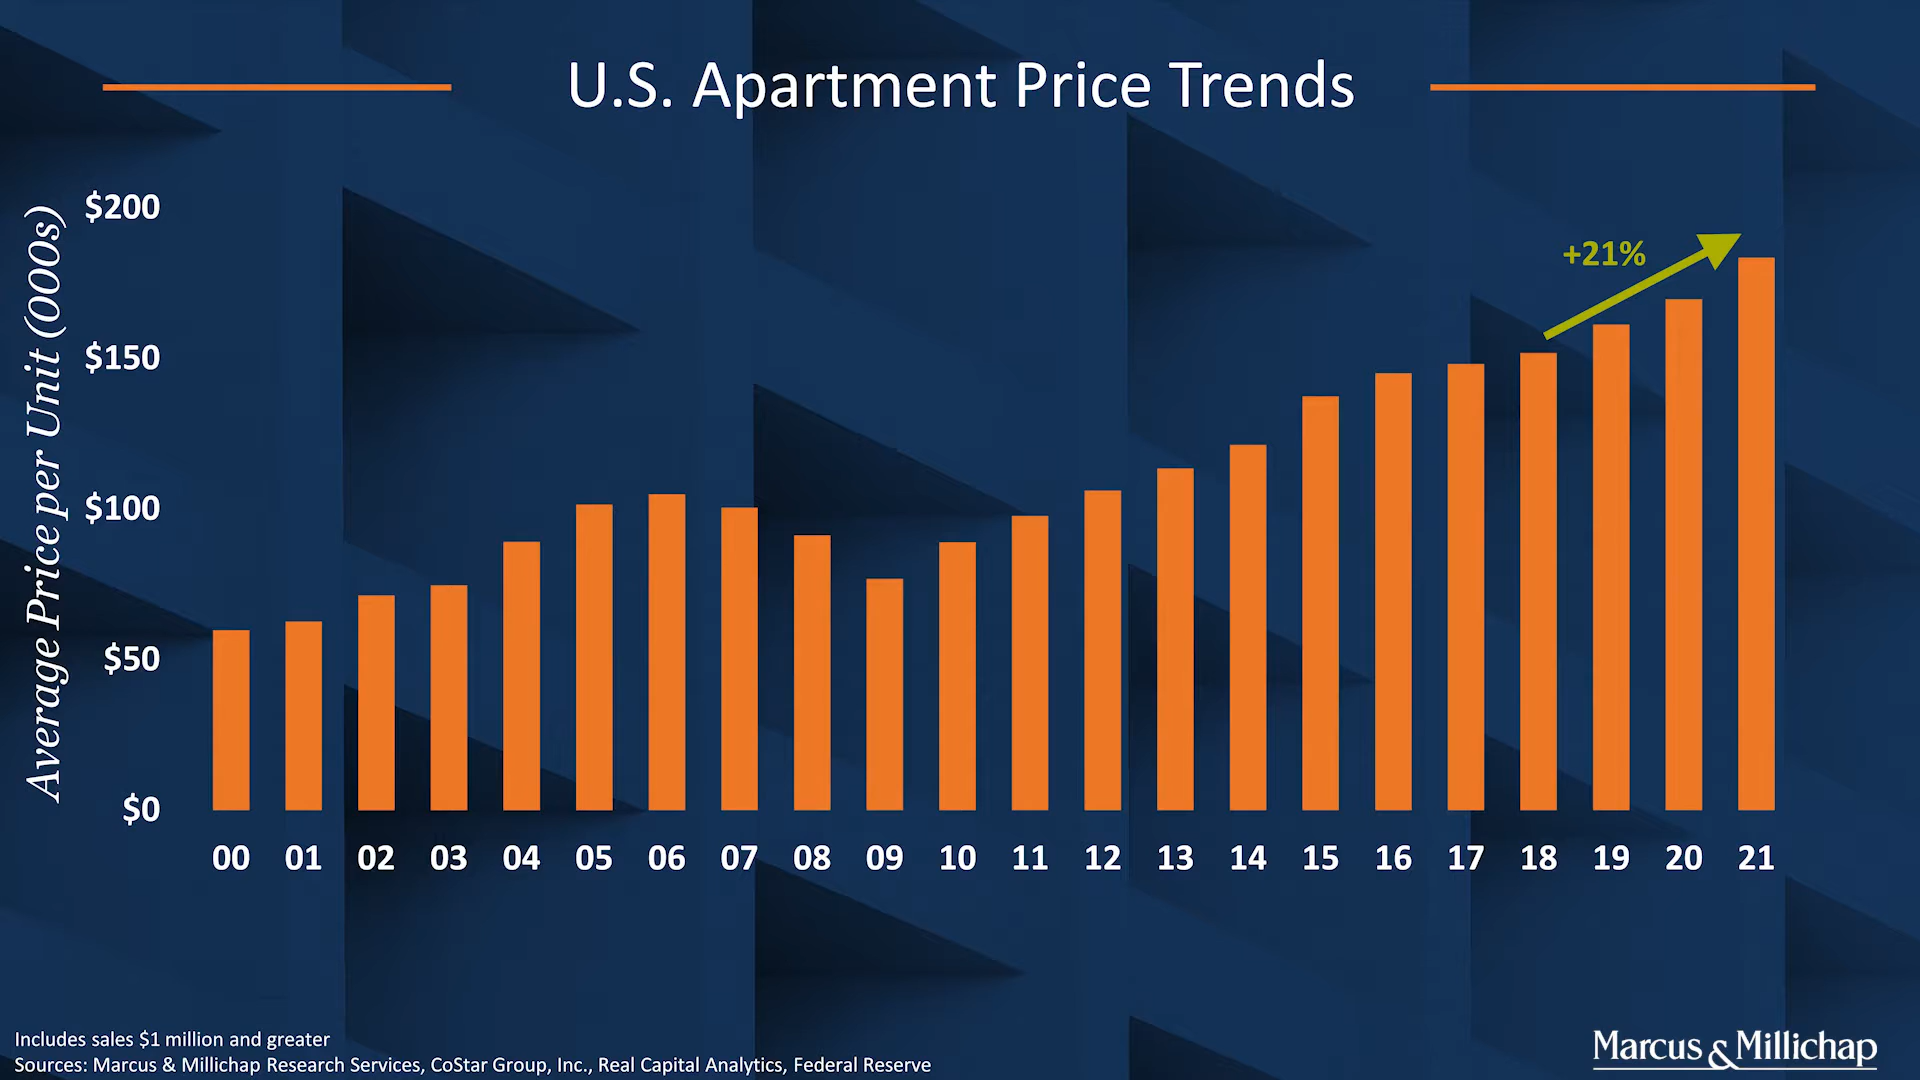 U.S. Apartment Price Trends
Average Price per Unit (000s)
$200
$150
$100
$50
$0
+21%
00 01 02 03 04 05 06 07 08 09 10 11 12 13 14 15 16 17 18 19 20 21
Includes sales $1 million and greater
Sources: Marcus & Millichap Research Services, CoStar Group, Inc., Real Capital Analytics, Federal Reserve
Marcus & Millichap